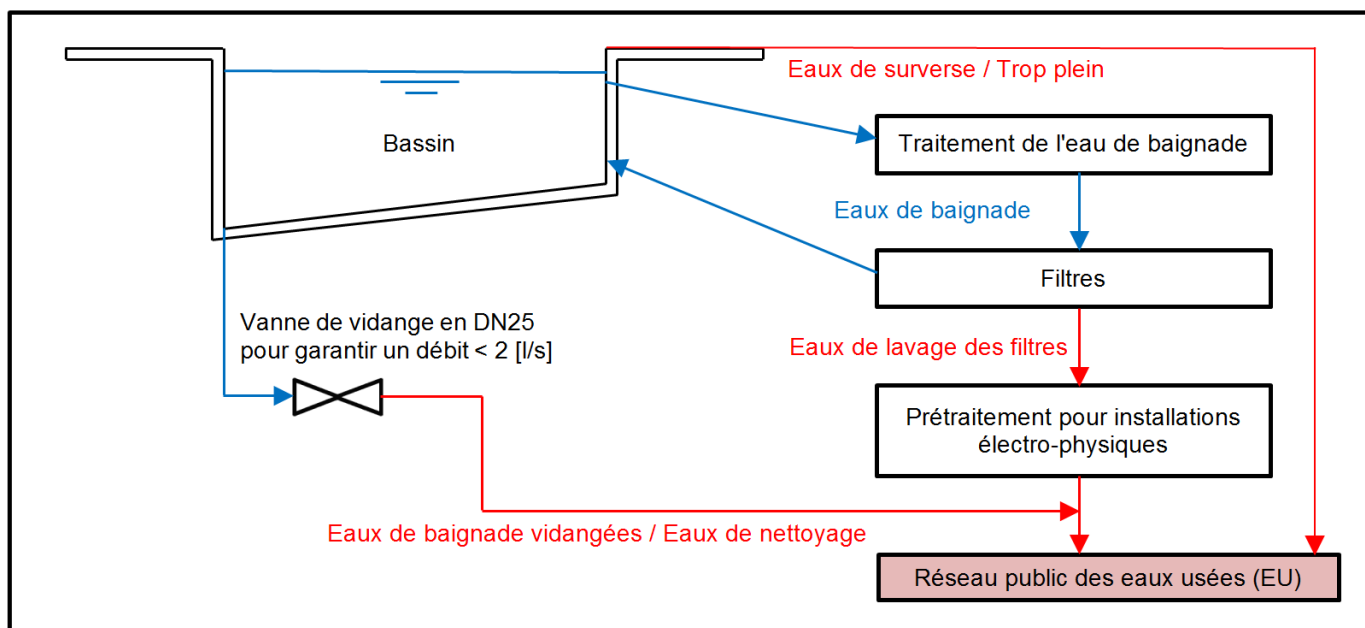 Eaux de surverse / Trop plein
Bassin
Traitement de l'eau de baignade
Eaux de baignade
Filtres
Vanne de vidange en DN25
pour garantir un débit < 2 [l/s]
Eaux de lavage des filtres
Prétraitement pour installations
électro-physiques
Eaux de baignade vidangées / Eaux de nettoyage
Réseau public des eaux usées (EU)